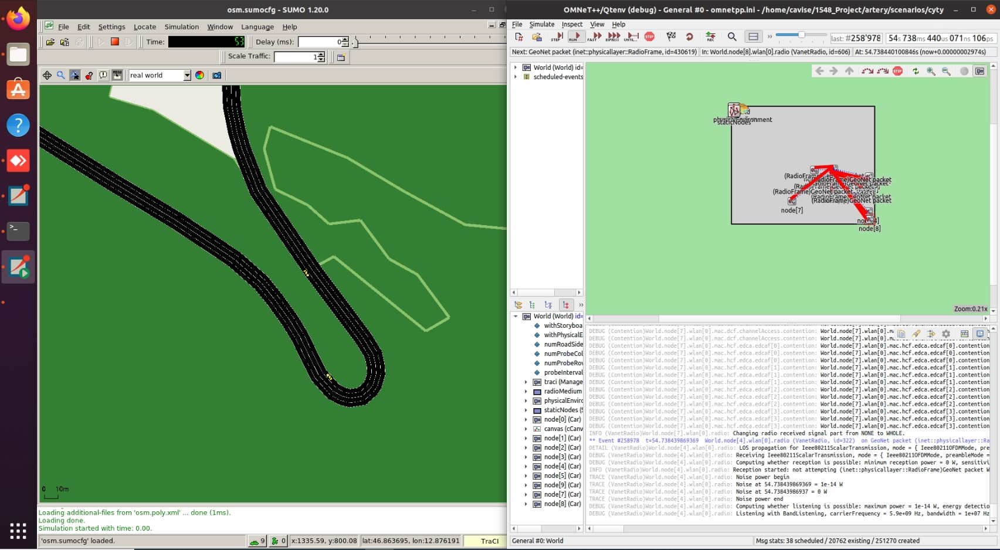 osm.sumocfg - SUMO 1.20.0
File Edit Settings Locate Simulation Window Language Help
Time: 53 Delay (ms): 0
Scale Traffic: 1
real world
0 10m
Loading additional-files from 'osm.poly.xml' ... done (1ms).
Loading done.
Simulation started with time: 0.00.
'osm.sumocfg' loaded. 9 0 x:1335.59, y:800.08 lat:46.863695, lon:12.876191 TraCI
OMNeT++/Qtenv (debug) - General #0 - omnetpp.ini - /home/cavise/1548_Project/artery/scenarios/cyty
File Simulate Inspect View Help
STEP RUN FAST EXPRESS UNTIL... STOP REC last: #258'978 54s 738ms 440us 071ns 106ps
Next: GeoNet packet (inet::physicallayer::RadioFrame, id=430619) In: World.node[8].wlan[0].radio (VanetRadio, id=606) At: 54.738440100846s (now+0.00000002974s)
World (World) id=
scheduled-events
STOP
staticNodes
(RadioFrame)GeoNet packet
(RadioFrame)GeoNet packet
(RadioFrame)GeoNet packet
node[7]
node[8]
Zoom:0.21x
World (World) id=
withStoryboa
withPhysicalE
numRoadSide
numProbeCol
numProbeRov
probeInterval
traci (Manage
radioMedium
physicalEnviro
staticNodes (S
node[0] (Car)
canvas (cCanv
node[1] (Car)
node[2] (Car)
node[3] (Car)
node[4] (Car)
node[5] (Car)
node[9] (Car)
node[7] (Car)
node[8] (Car)
DEBUG (Contention)World.node[7].wlan[0].mac.dcf.channelAccess.contention: World.node[7].wlan[0].m
DEBUG (Contention)World.node[7].wlan[0].mac.dcf.channelAccess.contention: World.node[7].wlan[0].m
DEBUG (Contention)World.node[7].wlan[0].mac.hcf.edca.edcaf[0].contention: World.node[7].wlan[0].mac.hcf.edca.edcaf[0].contention
DEBUG (Contention)World.node[7].wlan[0].mac.hcf.edca.edcaf[0].contention: World.node[7].wlan[0].mac.hcf.edca.edcaf[0].contention
DEBUG (Contention)World.node[7].wlan[0].mac.hcf.edca.edcaf[0].contention: World.node[7].wlan[0].mac.hcf.edca.edcaf[0].contention
DEBUG (Contention)World.node[7].wlan[0].mac.hcf.edca.edcaf[1].contention: World.node[7].wlan[0].mac.hcf.edca.edcaf[1].contention
DEBUG (Contention)World.node[7].wlan[0].mac.hcf.edca.edcaf[1].contention: World.node[7].wlan[0].mac.hcf.edca.edcaf[1].contention
DEBUG (Contention)World.node[7].wlan[0].mac.hcf.edca.edcaf[1].contention: World.node[7].wlan[0].mac.hcf.edca.edcaf[1].contention
DEBUG (Contention)World.node[7].wlan[0].mac.hcf.edca.edcaf[2].contention: World.node[7].wlan[0].mac.hcf.edca.edcaf[2].contention
DEBUG (Contention)World.node[7].wlan[0].mac.hcf.edca.edcaf[2].contention: World.node[7].wlan[0].mac.hcf.edca.edcaf[2].contention
DEBUG (Contention)World.node[7].wlan[0].mac.hcf.edca.edcaf[2].contention: World.node[7].wlan[0].mac.hcf.edca.edcaf[2].contention
DEBUG (Contention)World.node[7].wlan[0].mac.hcf.edca.edcaf[3].contention: World.node[7].wlan[0].mac.hcf.edca.edcaf[3].contention
DEBUG (Contention)World.node[7].wlan[0].mac.hcf.edca.edcaf[3].contention: World.node[7].wlan[0].mac.hcf.edca.edcaf[3].contention
DEBUG (Contention)World.node[7].wlan[0].mac.hcf.edca.edcaf[3].contention: World.node[7].wlan[0].mac.hcf.edca.edcaf[3].contention
INFO (VanetRadio)World.node[7].wlan[0].radio: Changing radio received signal part from NONE to WHOLE.
** Event #258978 t=54.738439869369 World.node[4].wlan[0].radio (VanetRadio, id=322) on GeoNet packet (inet::physicallayer::Ra
DETAIL (VanetRadio)World.node[4].wlan[0].radio: LOS propagation for Ieee80211ScalarTransmission, mode = { Ieee80211OFDMMode, pre
DEBUG (VanetRadio)World.node[4].wlan[0].radio: Receiving Ieee80211ScalarTransmission, mode = { Ieee80211OFDMMode, preambleMode =
DEBUG (VanetRadio)World.node[4].wlan[0].radio: Computing whether reception is possible: minimum reception power = 0 W, sensitivi
INFO (VanetRadio)World.node[4].wlan[0].radio: Reception started: not attempting (inet::physicallayer::RadioFrame)GeoNet packet W
TRACE (VanetRadio)World.node[4].wlan[0].radio: Noise power begin
TRACE (VanetRadio)World.node[4].wlan[0].radio: Noise at 54.738439869369 = 1e-14 W
TRACE (VanetRadio)World.node[4].wlan[0].radio: Noise at 54.73843986937 = 0 W
TRACE (VanetRadio)World.node[4].wlan[0].radio: Noise power end
DEBUG (VanetRadio)World.node[4].wlan[0].radio: Computing whether listening is possible: maximum power = 1e-14 W, energy detectio
DEBUG (VanetRadio)World.node[4].wlan[0].radio: Listening with BandListening, carrierFrequency = 5.9e+09 Hz, bandwidth = 1e+07 Hz
General #0: World Msg stats: 38 scheduled / 20762 existing / 251270 created